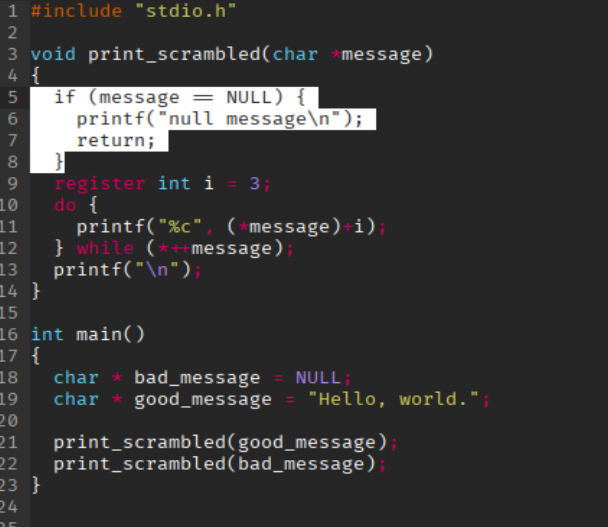 1 #include "stdio.h"
2
3 void print_scrambled(char *message)
4 {
5   if (message == NULL) {
6     printf("null message\n");
7     return;
8   }
9   register int i = 3;
10   do {
11     printf("%c", (*message)+i);
12   } while (*++message);
13   printf("\n");
14 }
15
16 int main()
17 {
18   char * bad_message = NULL;
19   char * good_message = "Hello, world.";
20
21   print_scrambled(good_message);
22   print_scrambled(bad_message);
23 }
24
25